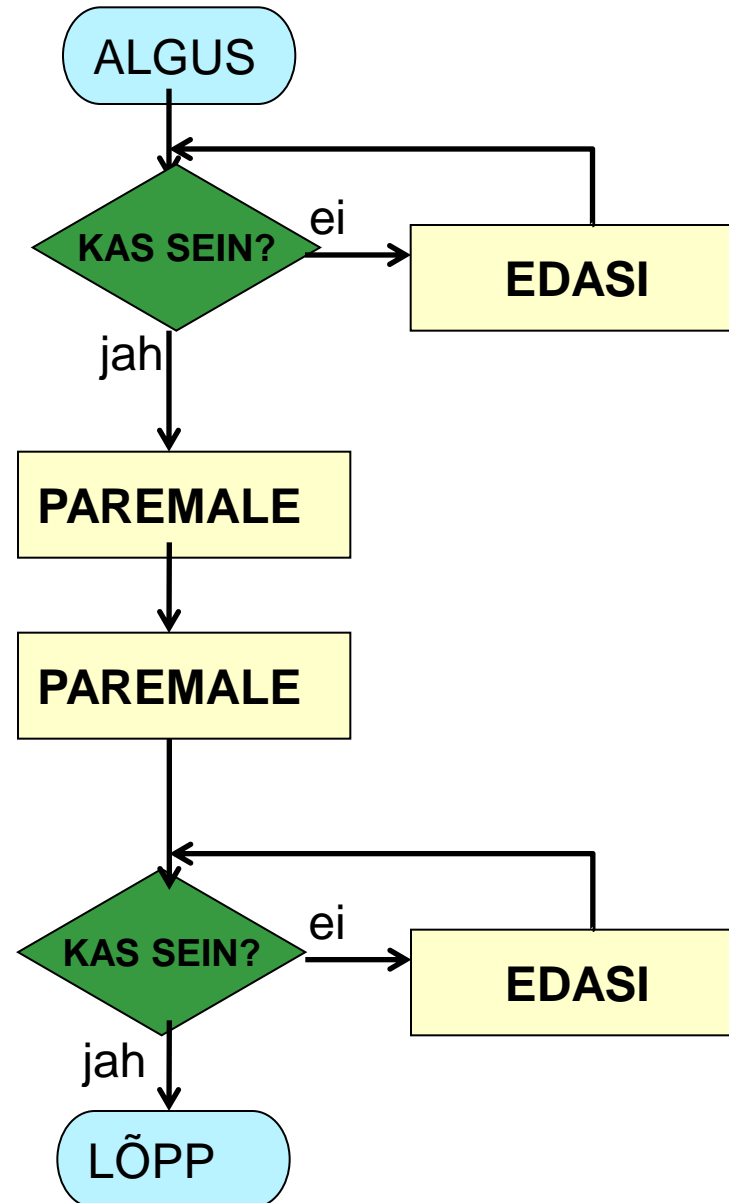 ALGUS
KAS SEIN?
ei
EDASI
jah
PAREMALE
PAREMALE
KAS SEIN?
ei
EDASI
jah
LÕPP